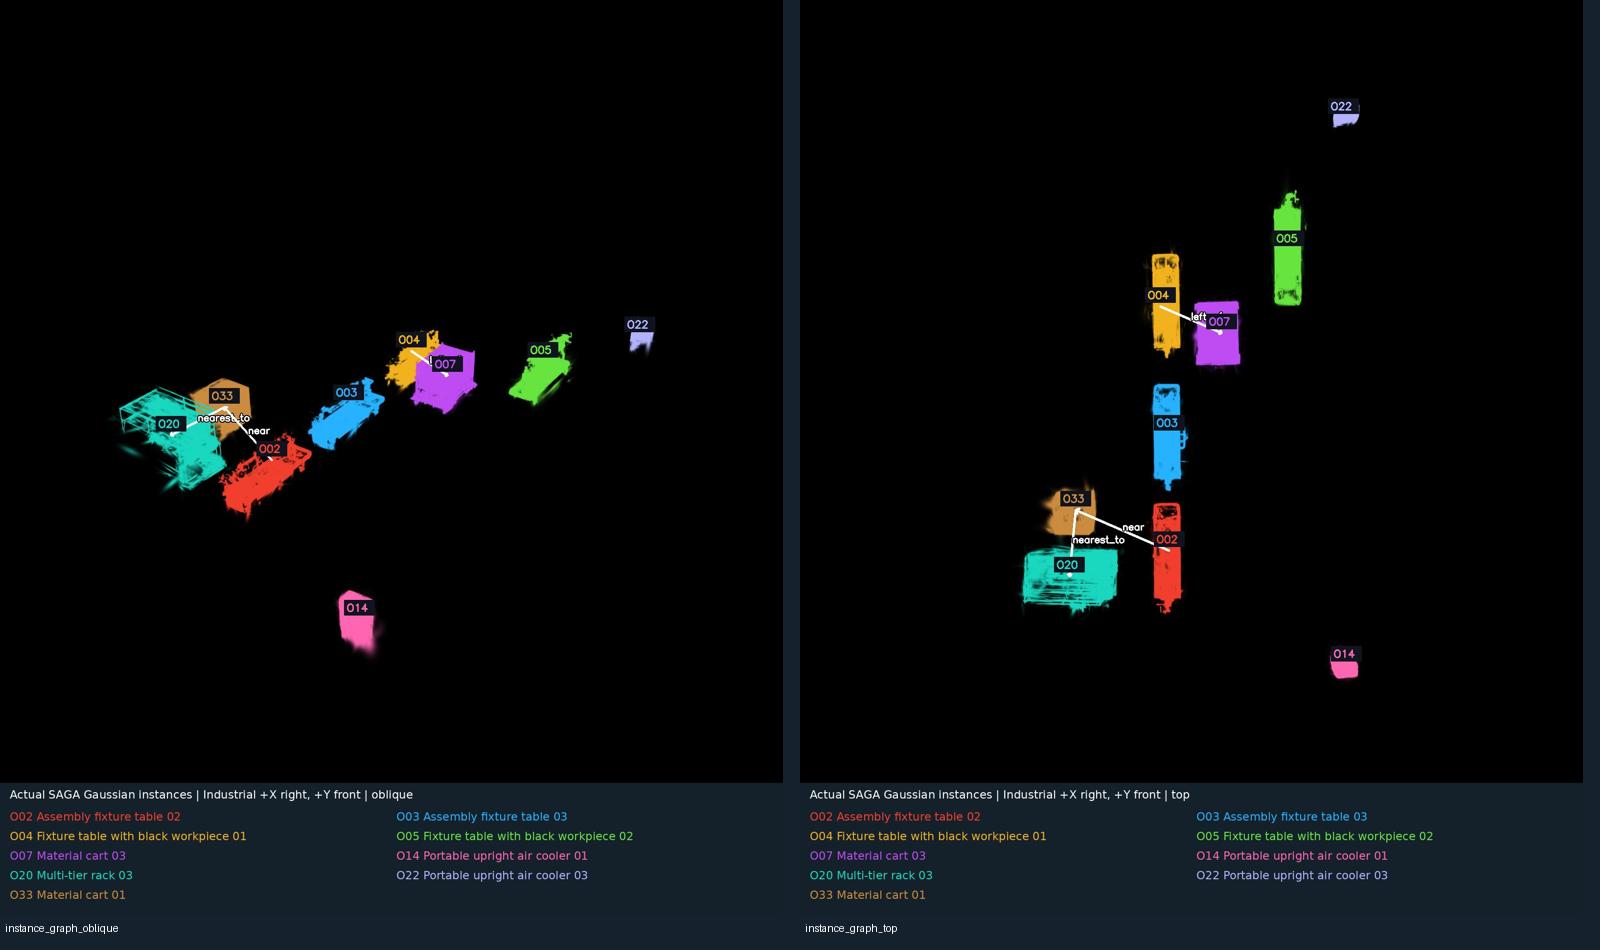 O22
O04
O07
O05
O33
O03
O20
nearest_to
near
O02
O14
Actual SAGA Gaussian instances | Industrial +X right, +Y front | oblique
O02 Assembly fixture table 02
O03 Assembly fixture table 03
O04 Fixture table with black workpiece 01
O05 Fixture table with black workpiece 02
O07 Material cart 03
O14 Portable upright air cooler 01
O20 Multi-tier rack 03
O22 Portable upright air cooler 03
O33 Material cart 01
instance_graph_oblique
O22
O05
O04
left
O07
O03
O33
near
nearest_to
O02
O20
O14
Actual SAGA Gaussian instances | Industrial +X right, +Y front | top
O02 Assembly fixture table 02
O03 Assembly fixture table 03
O04 Fixture table with black workpiece 01
O05 Fixture table with black workpiece 02
O07 Material cart 03
O14 Portable upright air cooler 01
O20 Multi-tier rack 03
O22 Portable upright air cooler 03
O33 Material cart 01
instance_graph_top